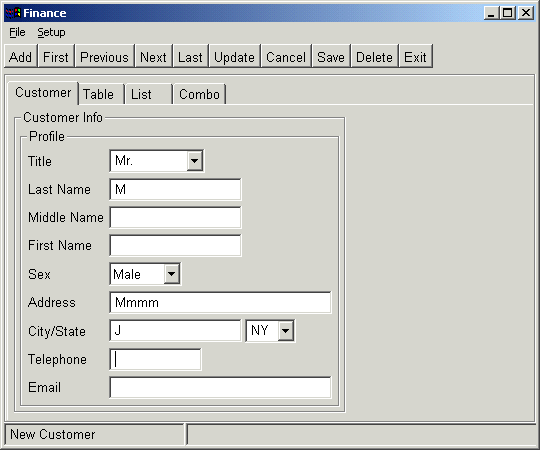 Finance
File Setup
Add First Previous Next Last Update Cancel Save Delete Exit
Customer Table List Combo
Customer Info
Profile
Title Mr.
Last Name M
Middle Name
First Name
Sex Male
Address Mmmm
City/State J NY
Telephone
Email
New Customer